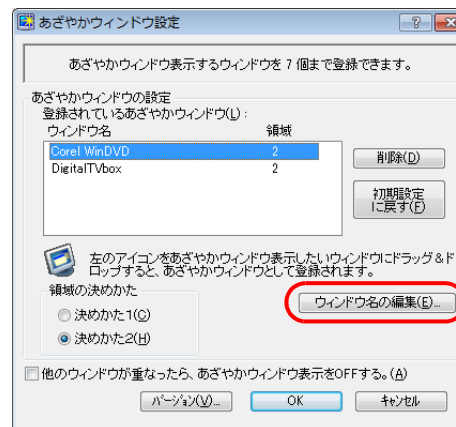 あざやかウィンドウ設定
あざやかウィンドウ表示するウィンドウを 7 個まで登録できます。
あざやかウィンドウの設定
登録されているあざやかウィンドウ(L):
ウィンドウ名 領域
Corel WinDVD 2
DigitalTVbox 2
削除(D)
初期設定
に戻す(F)
左のアイコンをあざやかウィンドウ表示したいウィンドウにドラッグ&ド
ロップすると、あざやかウィンドウとして登録されます。
領域の決めかた
決めかた1(C)
決めかた2(H)
ウィンドウ名の編集(E)...
他のウィンドウが重なったら、あざやかウィンドウ表示をOFFする。(A)
バージョン(V)... OK キャンセル